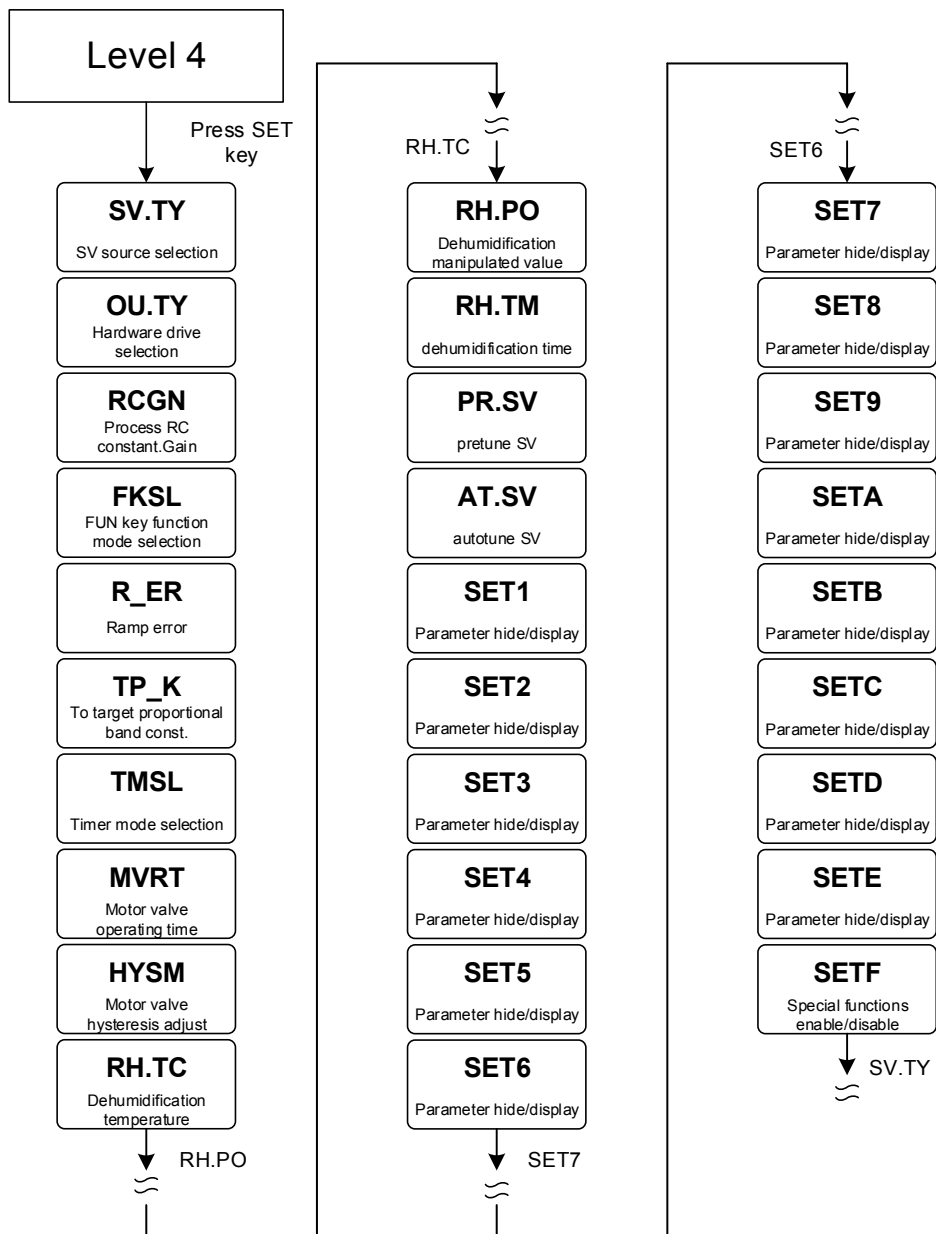 Level 4
Press SET
key
SV.TY
SV source selection
OU.TY
Hardware drive
selection
RCGN
Process RC
constant.Gain
FKSL
FUN key function
mode selection
R_ER
Ramp error
TP_K
To target proportional
band const.
TMSL
Timer mode selection
MVRT
Motor valve
operating time
HYSM
Motor valve
hysteresis adjust
RH.TC
Dehumidification
temperature
RH.PO
RH.TC
RH.PO
Dehumidification
manipulated value
RH.TM
dehumidification time
PR.SV
pretune SV
AT.SV
autotune SV
SET1
Parameter hide/display
SET2
Parameter hide/display
SET3
Parameter hide/display
SET4
Parameter hide/display
SET5
Parameter hide/display
SET6
Parameter hide/display
SET7
SET6
SET7
Parameter hide/display
SET8
Parameter hide/display
SET9
Parameter hide/display
SETA
Parameter hide/display
SETB
Parameter hide/display
SETC
Parameter hide/display
SETD
Parameter hide/display
SETE
Parameter hide/display
SETF
Special functions
enable/disable
SV.TY